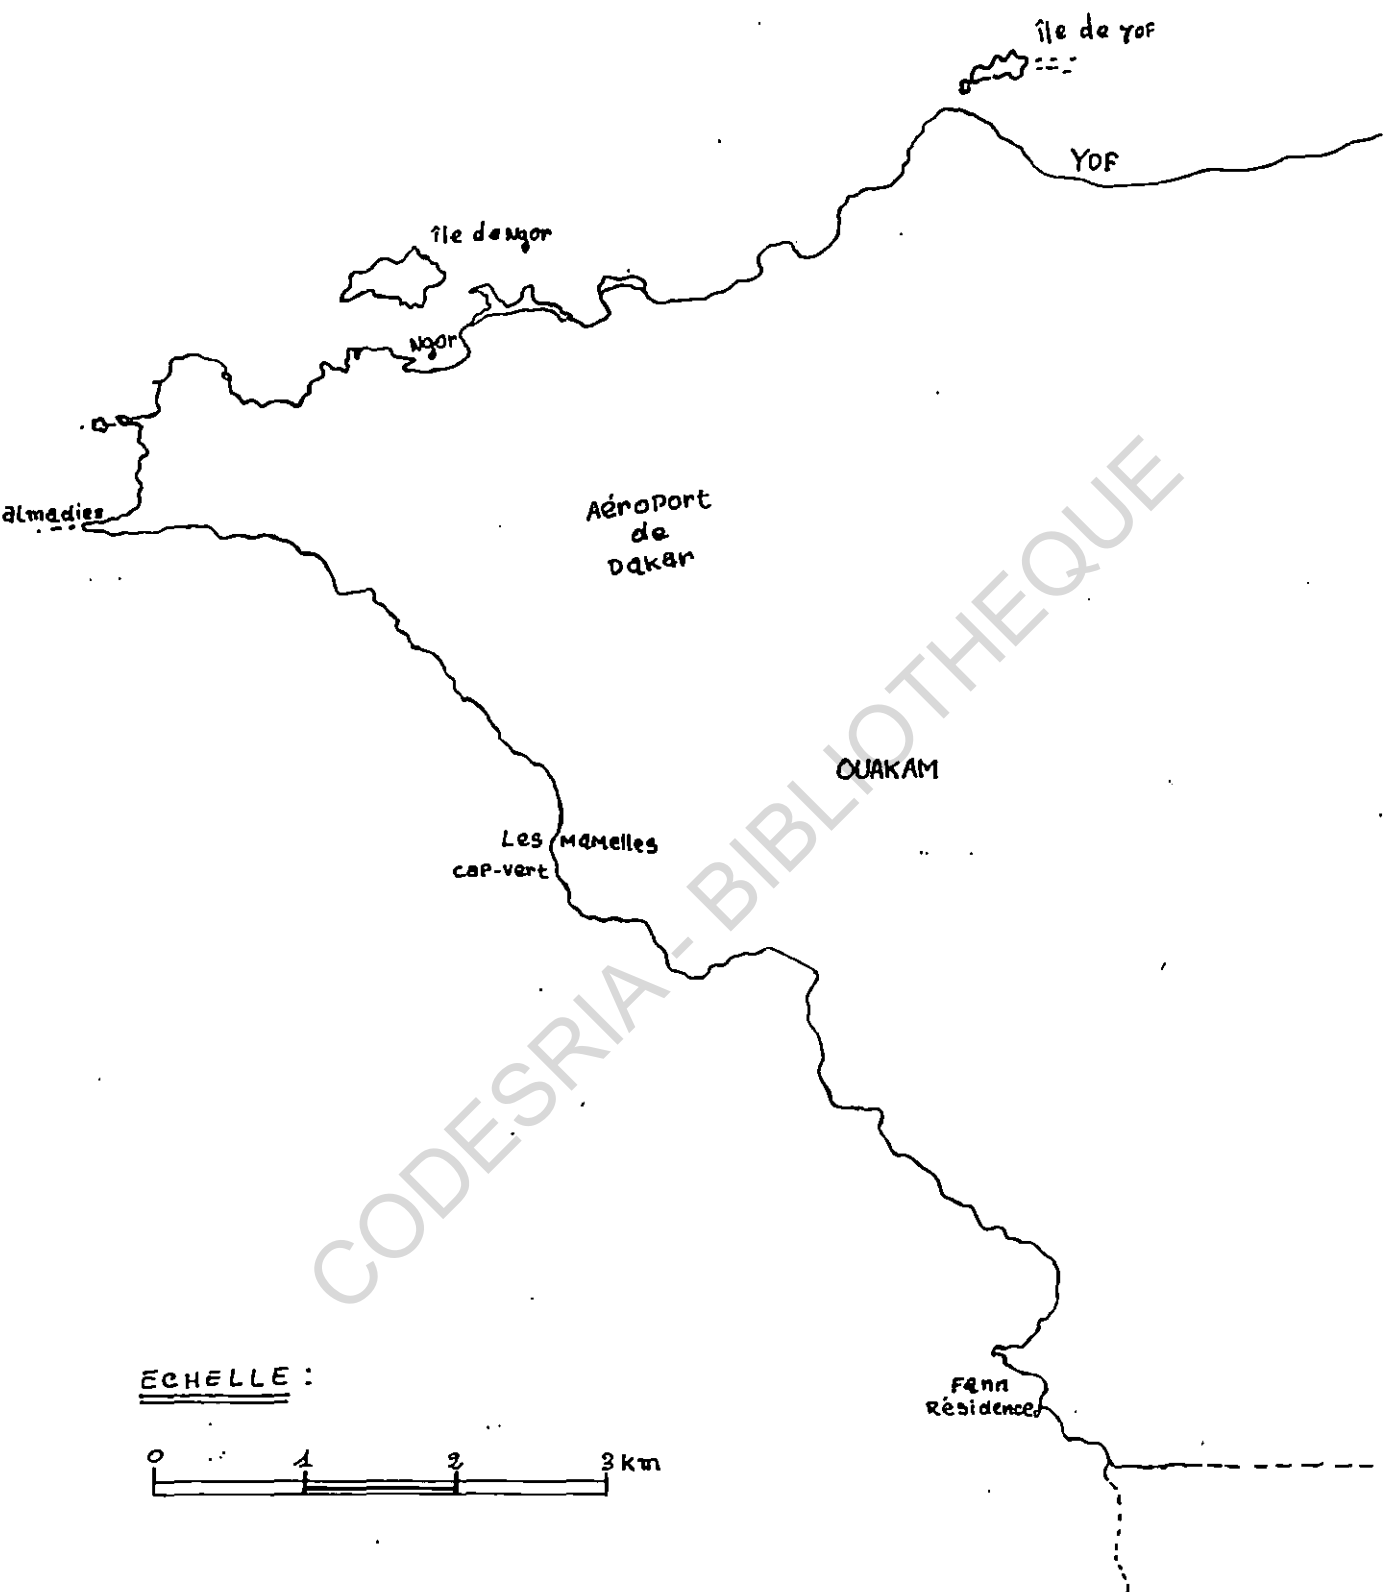 île de YOF
YOF
île de Ngor
Ngor
almadies
Aéroport
de
Dakar
OUAKAM
Les Mamelles
Cap-Vert
Fann
Résidence
ECHELLE :
0 1 2 3 km
CODESRIA - BIBLIOTHEQUE